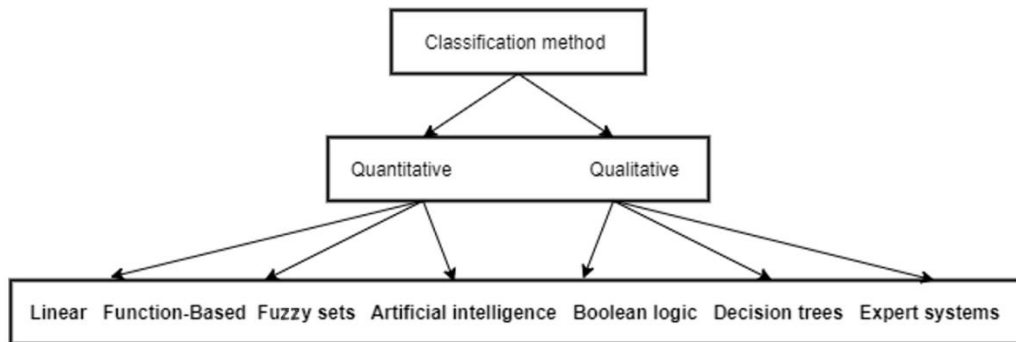 Classification method
Quantitative Qualitative
Linear Function-Based Fuzzy sets Artificial intelligence Boolean logic Decision trees Expert systems